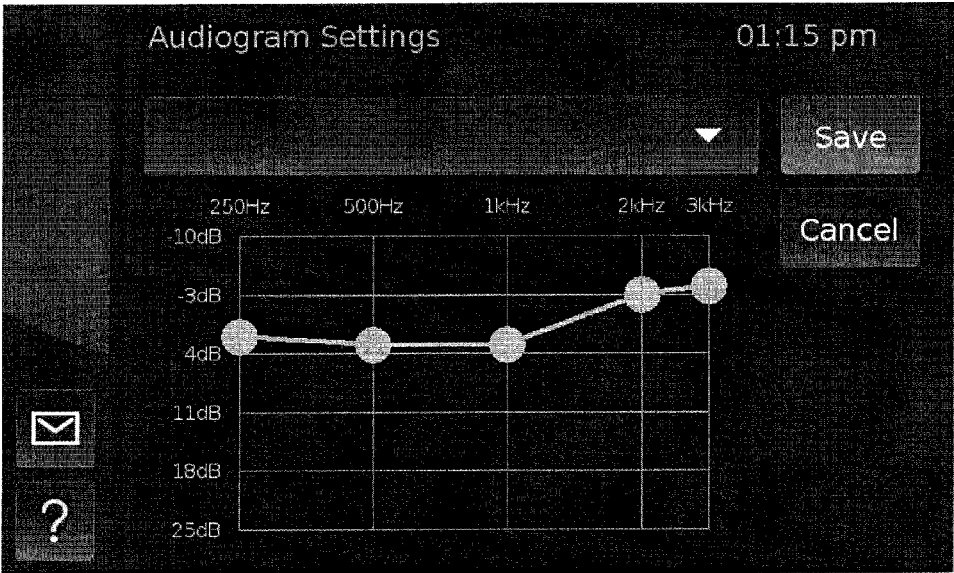 Audiogram Settings 01:15 pm
Save
250Hz 500Hz 1kHz 2kHz 3kHz
Cancel
-10dB
-3dB
4dB
11dB
18dB
?
25dB